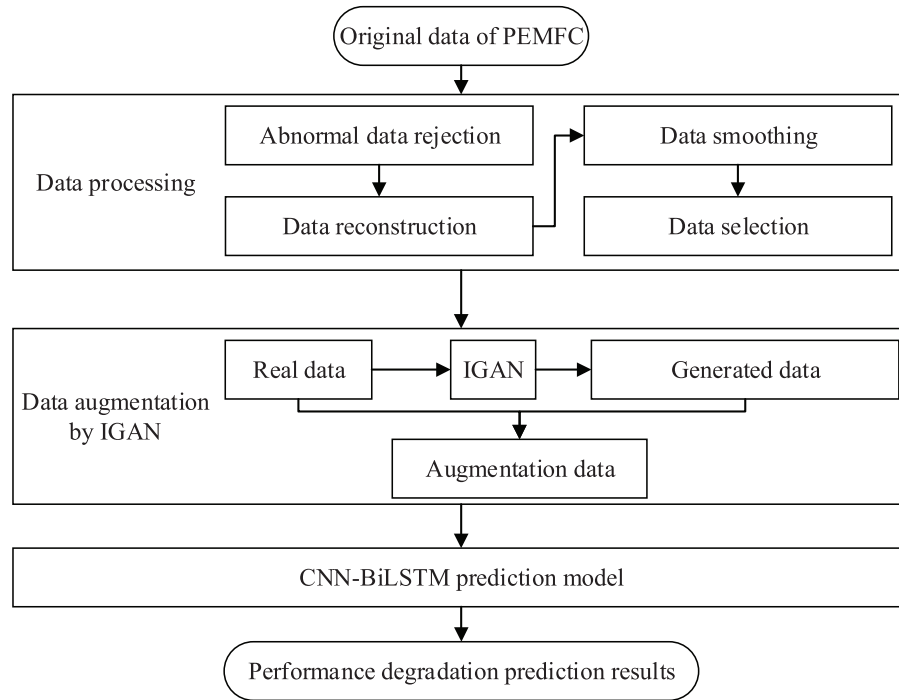 Original data of PEMFC
Data processing
Abnormal data rejection
Data reconstruction
Data smoothing
Data selection
Data augmentation
by IGAN
Real data
IGAN
Generated data
Augmentation data
CNN-BiLSTM prediction model
Performance degradation prediction results